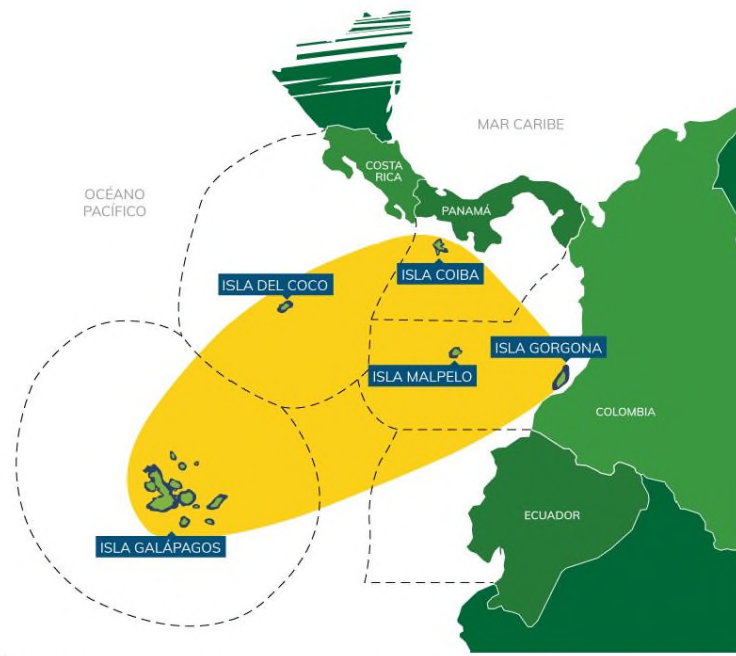 MAR CARIBE
COSTA
RICA
OCÉANO
PACÍFICO
PANAMÁ
ISLA COIBA
ISLA DEL COCO
ISLA GORGONA
ISLA MALPELO
COLOMBIA
ECUADOR
ISLA GALÁPAGOS